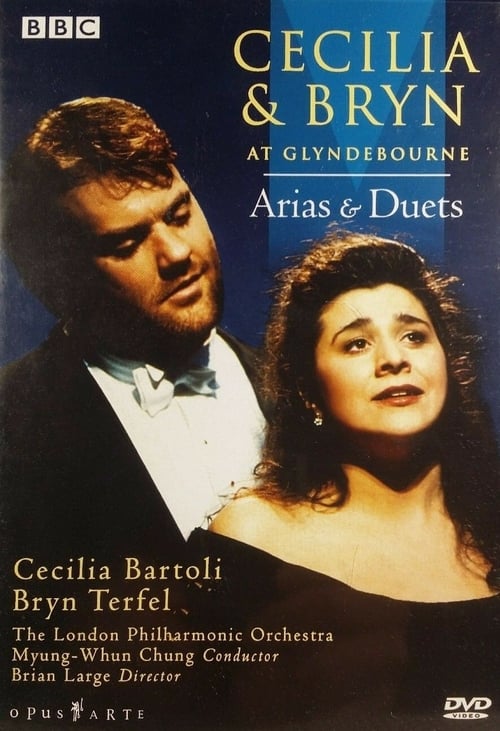 BBC
CECILIA
& BRYN
AT GLYNDEBOURNE
Arias & Duets
Cecilia Bartoli
Bryn Terfel
The London Philharmonic Orchestra
Myung-Whun Chung Conductor
Brian Large Director
OPUS ARTE
DVD
VIDEO